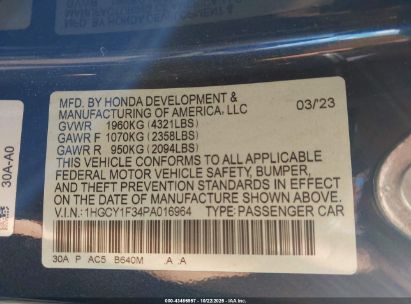 MFD. BY HONDA DEVELOPMENT &
MANUFACTURING OF AMERICA, LLC
03/'23
GVWR 1960KG (4321LBS)
GAWR F 1070KG (2358LBS)
GAWR R 950KG (2094LBS)
THIS VEHICLE CONFORMS TO ALL APPLICABLE
FEDERAL MOTOR VEHICLE SAFETY, BUMPER,
AND THEFT PREVENTION STANDARDS IN EFFECT
ON THE DATE OF MANUFACTURE SHOWN ABOVE.
V.I.N.: 1HGCY1F34PA016964 TYPE: PASSENGER CAR
30A P AC5 B640M .A .A
30A-A0